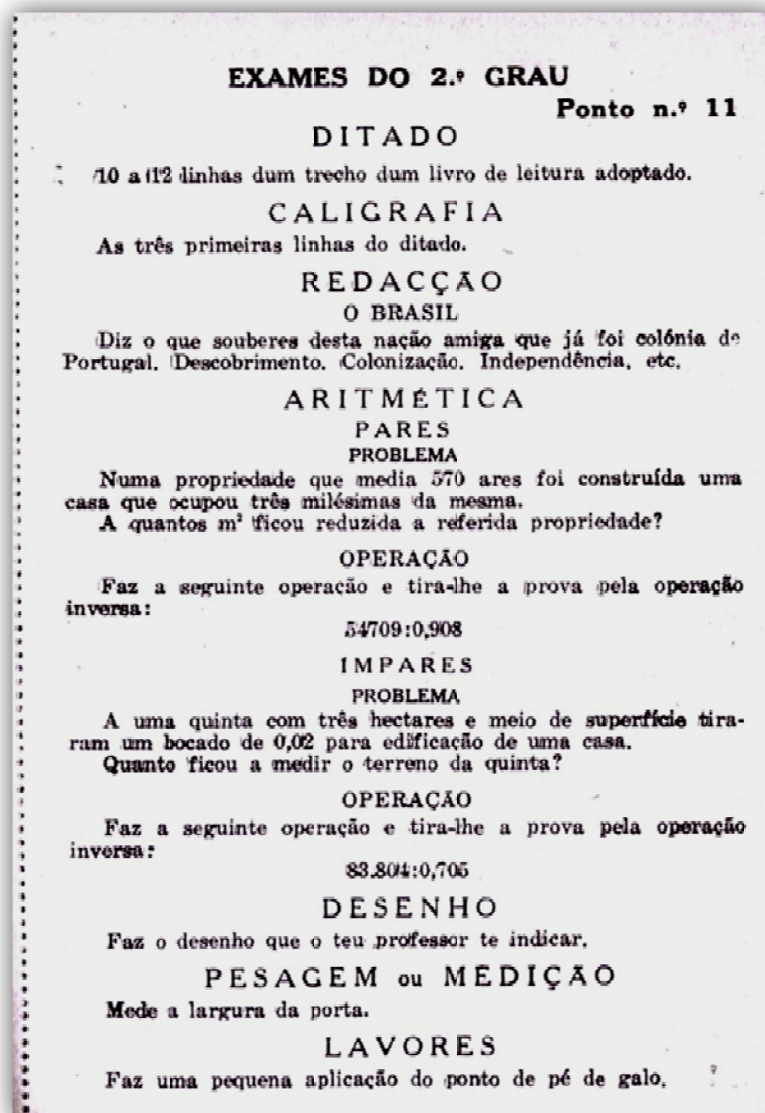 EXAMES DO 2.º GRAU
Ponto n.º 11
DITADO
10 a 12 linhas dum trecho dum livro de leitura adoptado.
CALIGRAFIA
As três primeiras linhas do ditado.
REDACÇÃO
O BRASIL
Diz o que souberes desta nação amiga que já foi colónia de
Portugal. Descobrimento. Colonização. Independência, etc.
ARITMÉTICA
PARES
PROBLEMA
Numa propriedade que media 570 ares foi construída uma
casa que ocupou três milésimas da mesma.
A quantos m² ficou reduzida a referida propriedade?
OPERAÇÃO
Faz a seguinte operação e tira-lhe a prova pela operação
inversa:
54709:0,908
IMPARES
PROBLEMA
A uma quinta com três hectares e meio de superfície tira-
ram um bocado de 0,02 para edificação de uma casa.
Quanto ficou a medir o terreno da quinta?
OPERAÇÃO
Faz a seguinte operação e tira-lhe a prova pela operação
inversa:
83.804:0,705
DESENHO
Faz o desenho que o teu professor te indicar.
PESAGEM ou MEDIÇÃO
Mede a largura da porta.
LAVORES
Faz uma pequena aplicação do ponto de pé de galo.